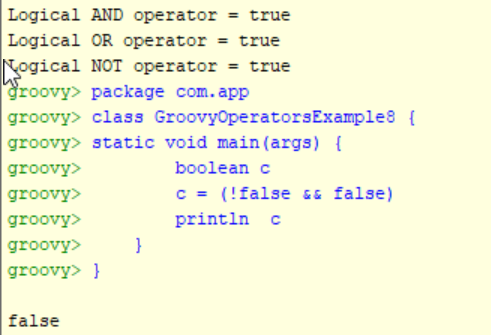 Logical AND operator = true
Logical OR operator = true
Logical NOT operator = true
groovy> package com.app
groovy> class GroovyOperatorsExample8 {
groovy> static void main(args) {
groovy>         boolean c
groovy>         c = (!false && false)
groovy>         println  c
groovy>     }
groovy> }

false